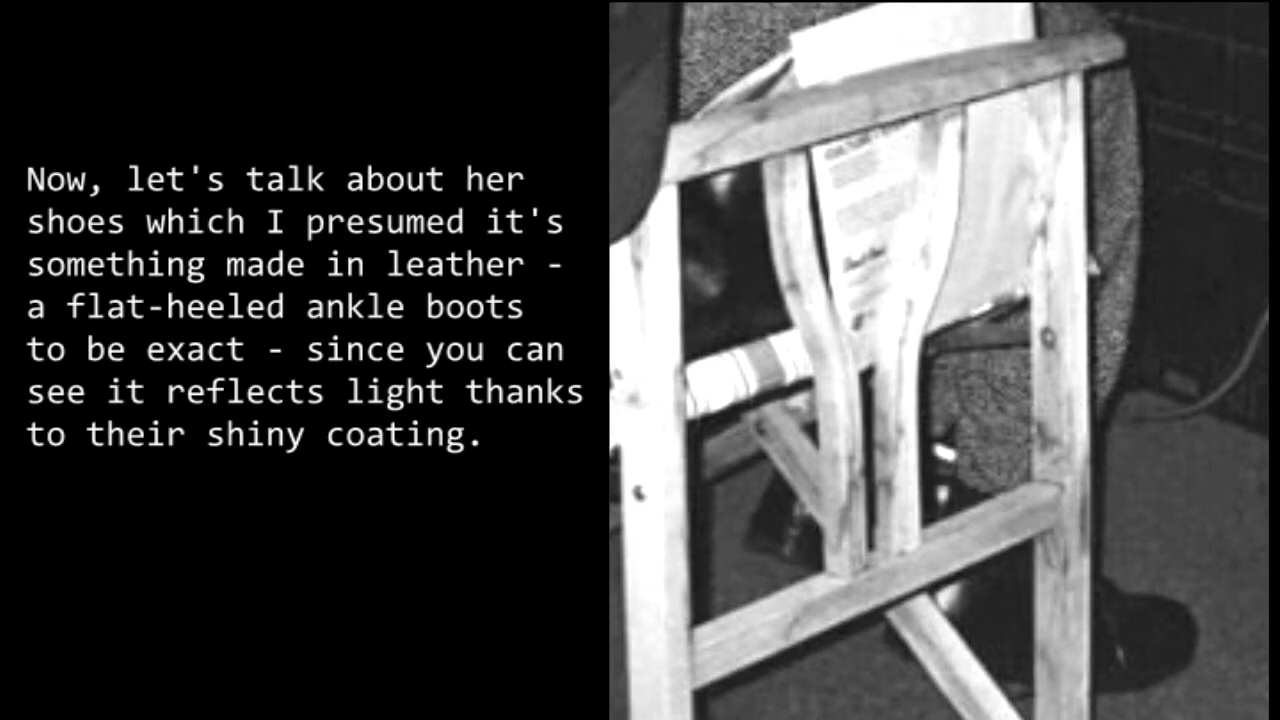 Now, let's talk about her
shoes which I presumed it's
something made in leather -
a flat-heeled ankle boots
to be exact - since you can
see it reflects light thanks
to their shiny coating.